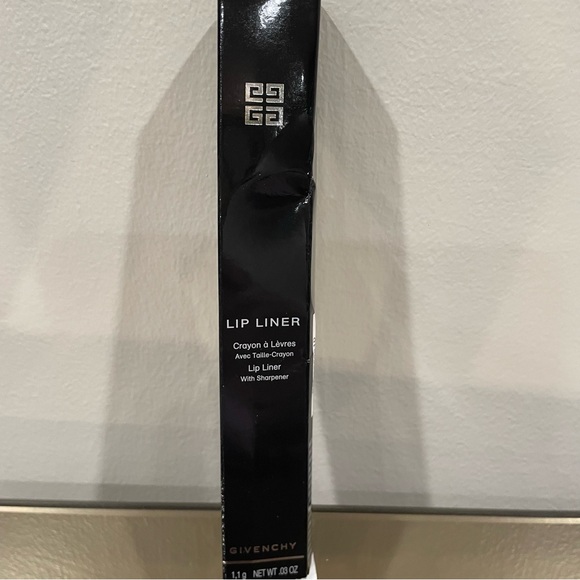 LIP LINER
Crayon à Lèvres
Avec Taille-Crayon
Lip Liner
With Sharpener
GIVENCHY
1,1 g NET WT .03 OZ